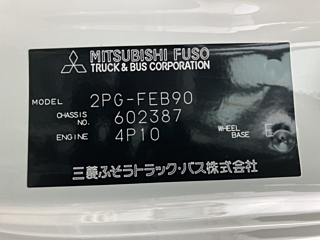 MITSUBISHI FUSO
TRUCK & BUS CORPORATION
MODEL 2PG-FEB90
CHASSIS NO. 602387
ENGINE 4P10 WHEEL BASE E
三菱ふそうトラック・バス株式会社